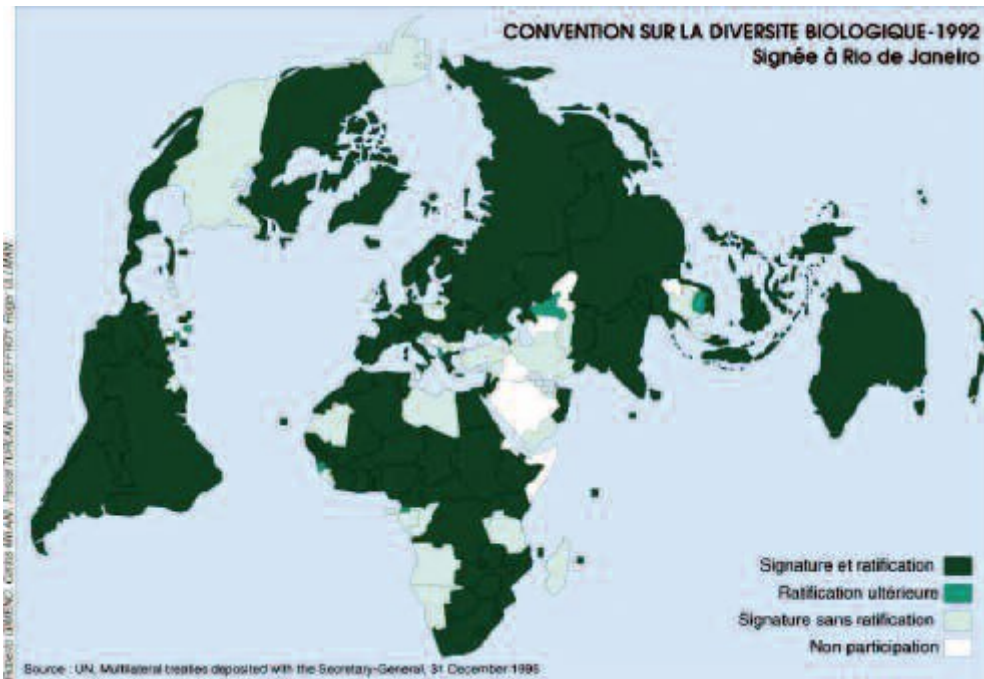 CONVENTION SUR LA DIVERSITE BIOLOGIQUE-1992
Signée à Rio de Janeiro
Signature et ratification
Ratification ultérieure
Signature sans ratification
Non participation
Source : UN, Multilateral treaties deposited with the Secretary-General, 31 December